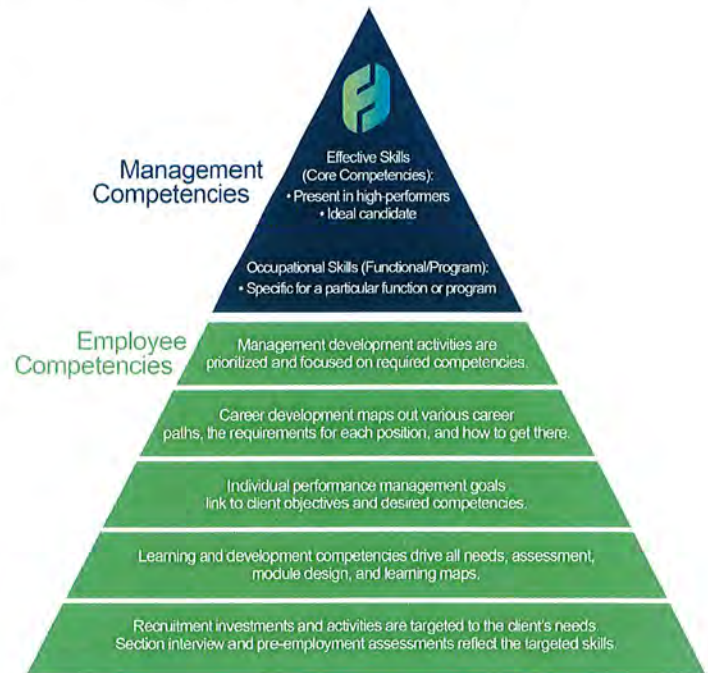 Management
Competencies
Effective Skills
(Core Competencies):
• Present in high-performers
• Ideal candidate
Occupational Skills (Functional/Program):
• Specific for a particular function or program
Employee
Competencies
Management development activities are
prioritized and focused on required competencies.
Career development maps out various career
paths, the requirements for each position, and how to get there.
Individual performance management goals
link to client objectives and desired competencies.
Learning and development competencies drive all needs, assessment,
module design, and learning maps.
Recruitment investments and activities are targeted to the client's needs.
Section interview and pre-employment assessments reflect the targeted skills.